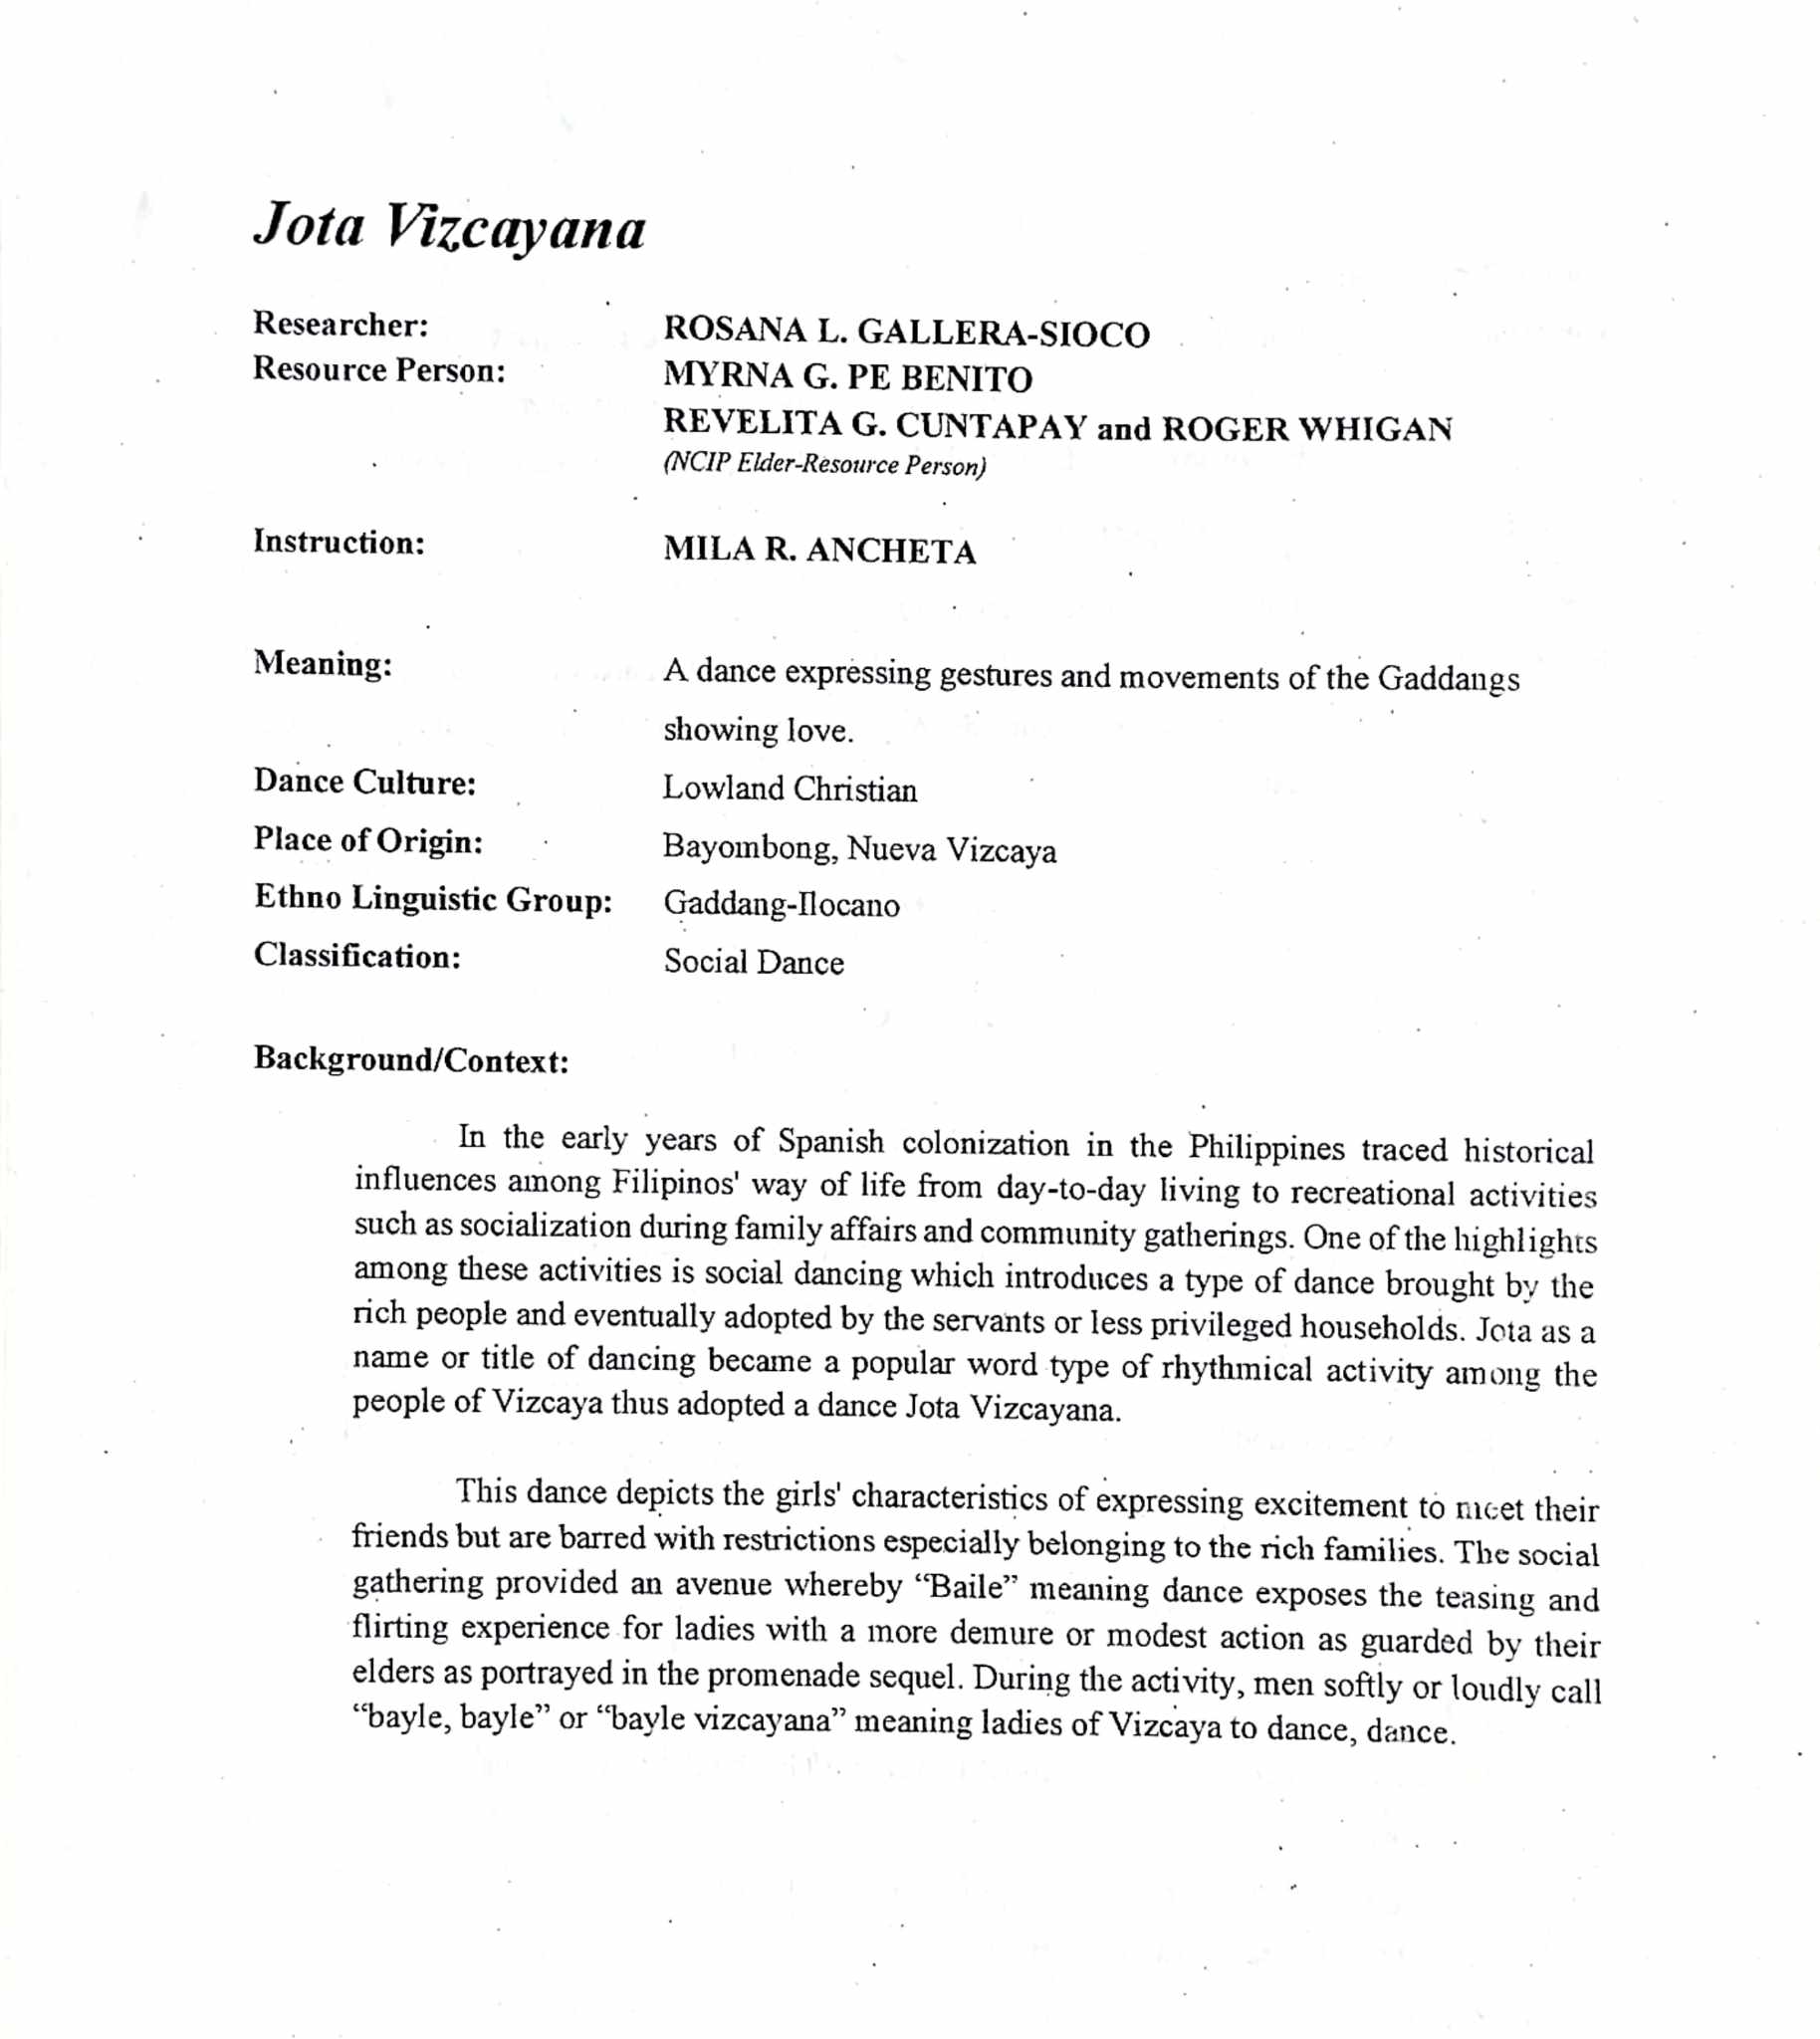 Jota Vizcayana
Researcher: ROSANA L. GALLERA-SIOCO
Resource Person: MYRNA G. PE BENITO
REVELITA G. CUNTAPAY and ROGER WHIGAN
(NCIP Elder-Resource Person)
Instruction: MILA R. ANCHETA
Meaning: A dance expressing gestures and movements of the Gaddangs
showing love.
Dance Culture: Lowland Christian
Place of Origin: Bayombong, Nueva Vizcaya
Ethno Linguistic Group: Gaddang-Ilocano
Classification: Social Dance
Background/Context:
In the early years of Spanish colonization in the Philippines traced historical
influences among Filipinos' way of life from day-to-day living to recreational activities
such as socialization during family affairs and community gatherings. One of the highlights
among these activities is social dancing which introduces a type of dance brought by the
rich people and eventually adopted by the servants or less privileged households. Jota as a
name or title of dancing became a popular word type of rhythmical activity among the
people of Vizcaya thus adopted a dance Jota Vizcayana.
This dance depicts the girls' characteristics of expressing excitement to meet their
friends but are barred with restrictions especially belonging to the rich families. The social
gathering provided an avenue whereby “Baile” meaning dance exposes the teasing and
flirting experience for ladies with a more demure or modest action as guarded by their
elders as portrayed in the promenade sequel. During the activity, men softly or loudly call
“bayle, bayle” or “bayle vizcayana” meaning ladies of Vizcaya to dance, dance.